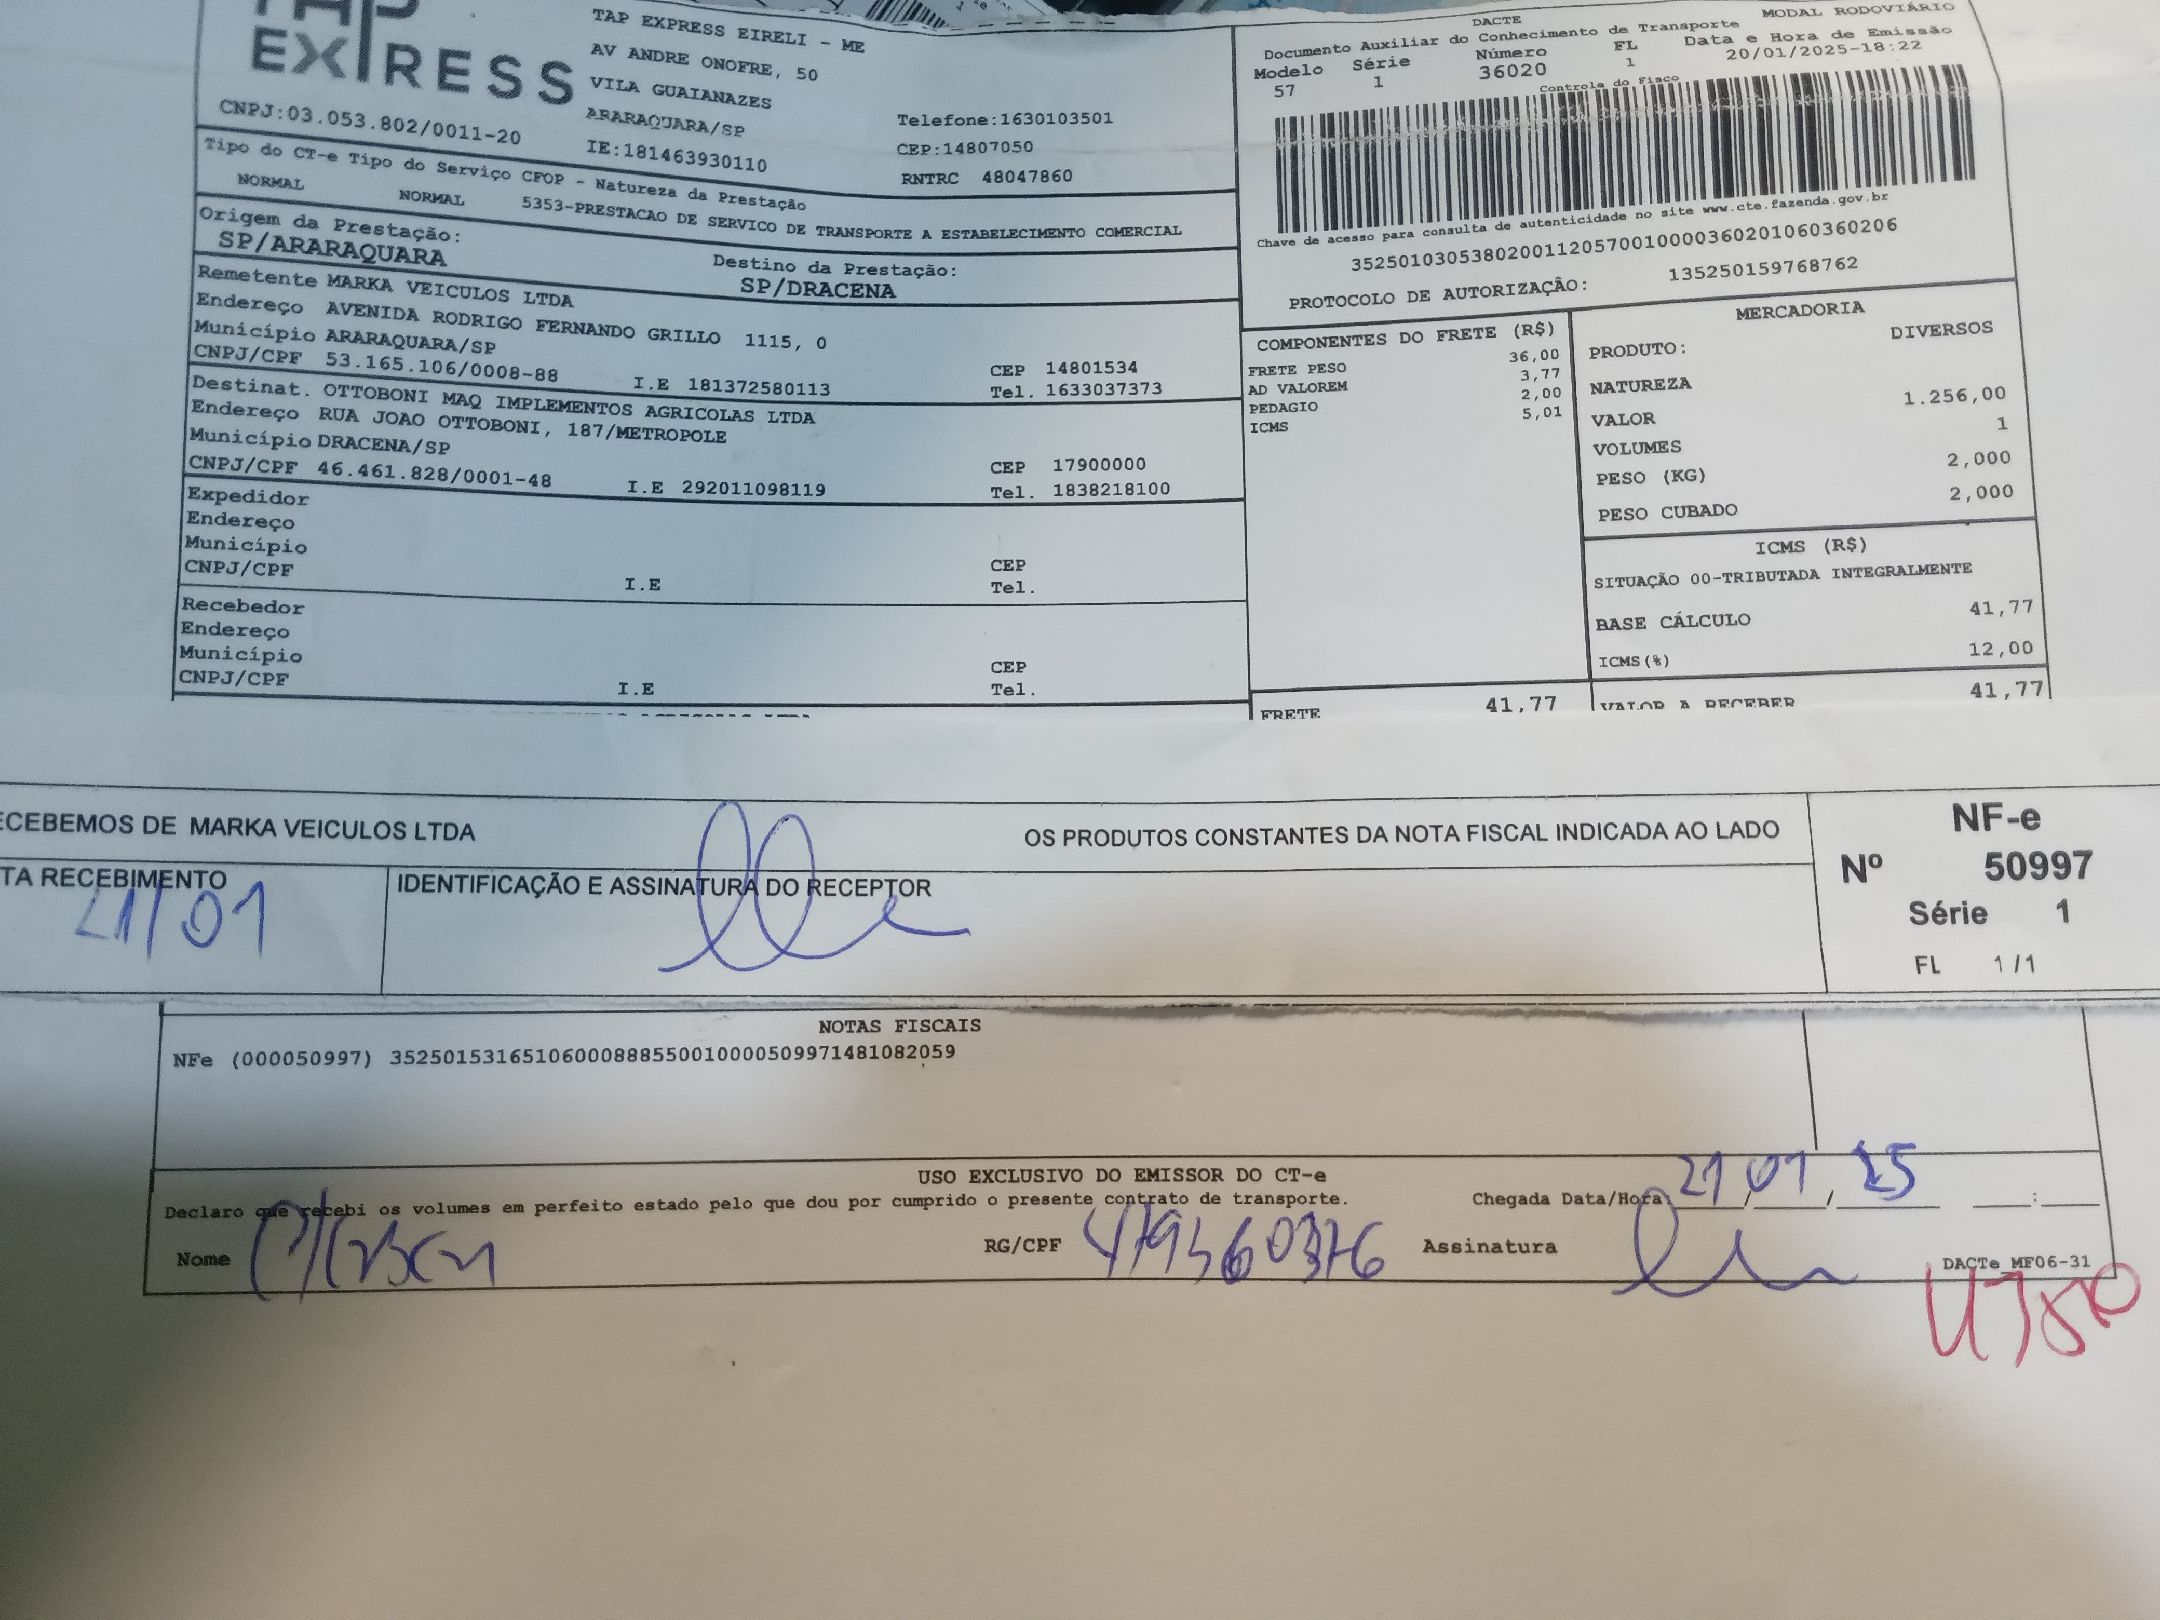 TAP
EXPRESS
TAP EXPRESS EIRELI - ME
AV ANDRE ONOFRE, 50
VILA GUAIANAZES
ARARAQUARA/SP
CNPJ:03.053.802/0011-20
IE:181463930110
Telefone:1630103501
CEP:14807050
RNTRC 48047860
Tipo do CT-e Tipo do Serviço CFOP - Natureza da Prestação
NORMAL NORMAL 5353-PRESTACAO DE SERVICO DE TRANSPORTE A ESTABELECIMENTO COMERCIAL
Origem da Prestação:
SP/ARARAQUARA
Destino da Prestação:
SP/DRACENA
Remetente MARKA VEICULOS LTDA
Endereço AVENIDA RODRIGO FERNANDO GRILLO 1115, 0
Município ARARAQUARA/SP CEP 14801534
CNPJ/CPF 53.165.106/0008-88 I.E 181372580113 Tel. 1633037373
Destinat. OTTOBONI MAQ IMPLEMENTOS AGRICOLAS LTDA
Endereço RUA JOAO OTTOBONI, 187/METROPOLE
Município DRACENA/SP CEP 17900000
CNPJ/CPF 46.461.828/0001-48 I.E 292011098119 Tel. 1838218100
Expedidor
Endereço
Município CEP
CNPJ/CPF I.E Tel.
Recebedor
Endereço
Município CEP
CNPJ/CPF I.E Tel.
DACTE MODAL RODOVIÁRIO
Documento Auxiliar do Conhecimento de Transporte
Modelo Série Número FL Data e Hora de Emissão
57 1 36020 1 20/01/2025-18:22
Controle do Fisco
Chave de acesso para consulta de autenticidade no site www.cte.fazenda.gov.br
35250103053802001120570010000360201060360206
PROTOCOLO DE AUTORIZAÇÃO: 135250159768762
COMPONENTES DO FRETE (R$)
FRETE PESO 36,00
AD VALOREM 3,77
PEDAGIO 2,00
ICMS 5,01
MERCADORIA
PRODUTO: DIVERSOS
NATUREZA
VALOR 1.256,00
VOLUMES 1
PESO (KG) 2,000
PESO CUBADO 2,000
ICMS (R$)
SITUAÇÃO 00-TRIBUTADA INTEGRALMENTE
BASE CÁLCULO 41,77
ICMS(%) 12,00
FRETE 41,77 VALOR A RECEBER 41,77
ECEBEMOS DE MARKA VEICULOS LTDA OS PRODUTOS CONSTANTES DA NOTA FISCAL INDICADA AO LADO
TA RECEBIMENTO IDENTIFICAÇÃO E ASSINATURA DO RECEPTOR
21/01
NF-e
Nº 50997
Série 1
FL 1/1
NOTAS FISCAIS
NFe (000050997) 35250153165106000888550010000509971481082059
USO EXCLUSIVO DO EMISSOR DO CT-e
Declaro que recebi os volumes em perfeito estado pelo que dou por cumprido o presente contrato de transporte. Chegada Data/Hora: 21/01/25 :
Nome RG/CPF Assinatura
DACTe MF06-31